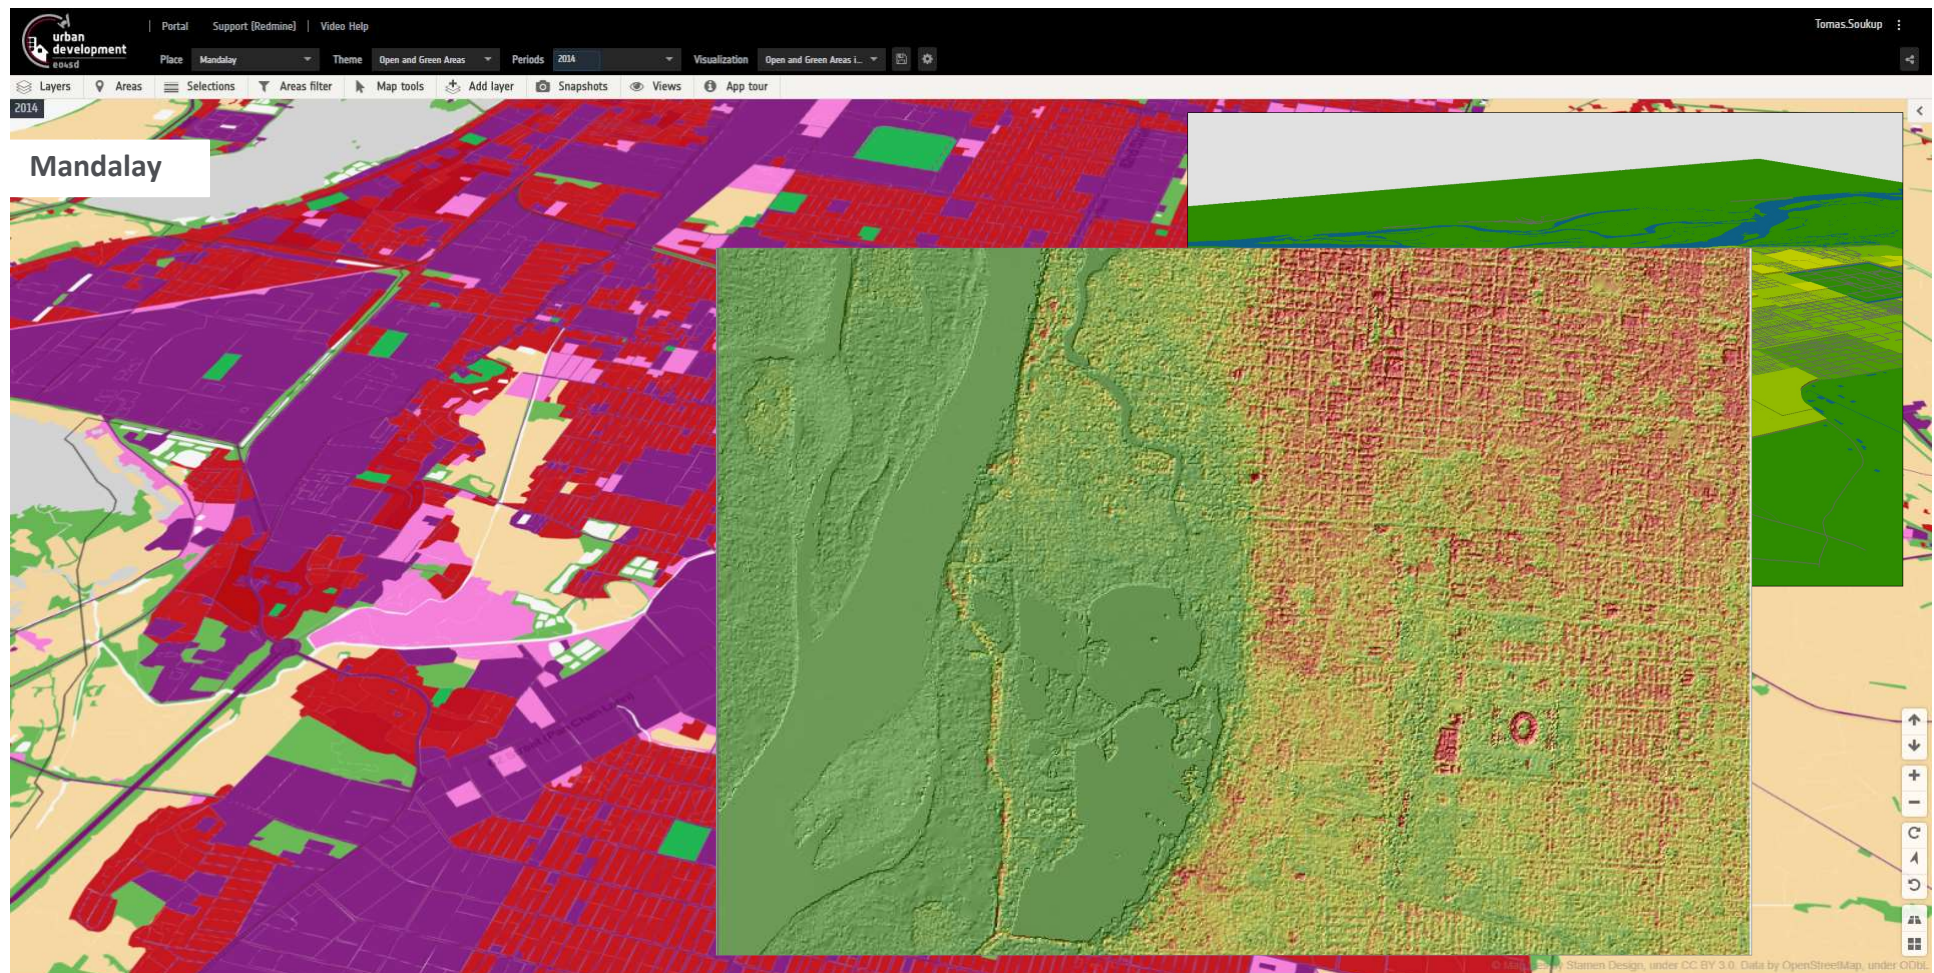 urban
development
eo4sd
Portal
Support [Redmine]
Video Help
Tomas.Soukup
Place
Mandalay
Theme
Open and Green Areas
Periods
2014
Visualization
Open and Green Areas i...
Layers
Areas
Selections
Areas filter
Map tools
Add layer
Snapshots
Views
App tour
2014
Mandalay
Stamen Design, under CC BY 3.0. Data by OpenStreetMap, under ODbL